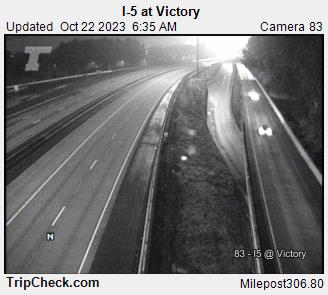 I-5 at Victory
Updated Oct 22 2023 6:35 AM Camera 83
T
N
83 - I5 @ Victory
TripCheck.com Milepost306.80